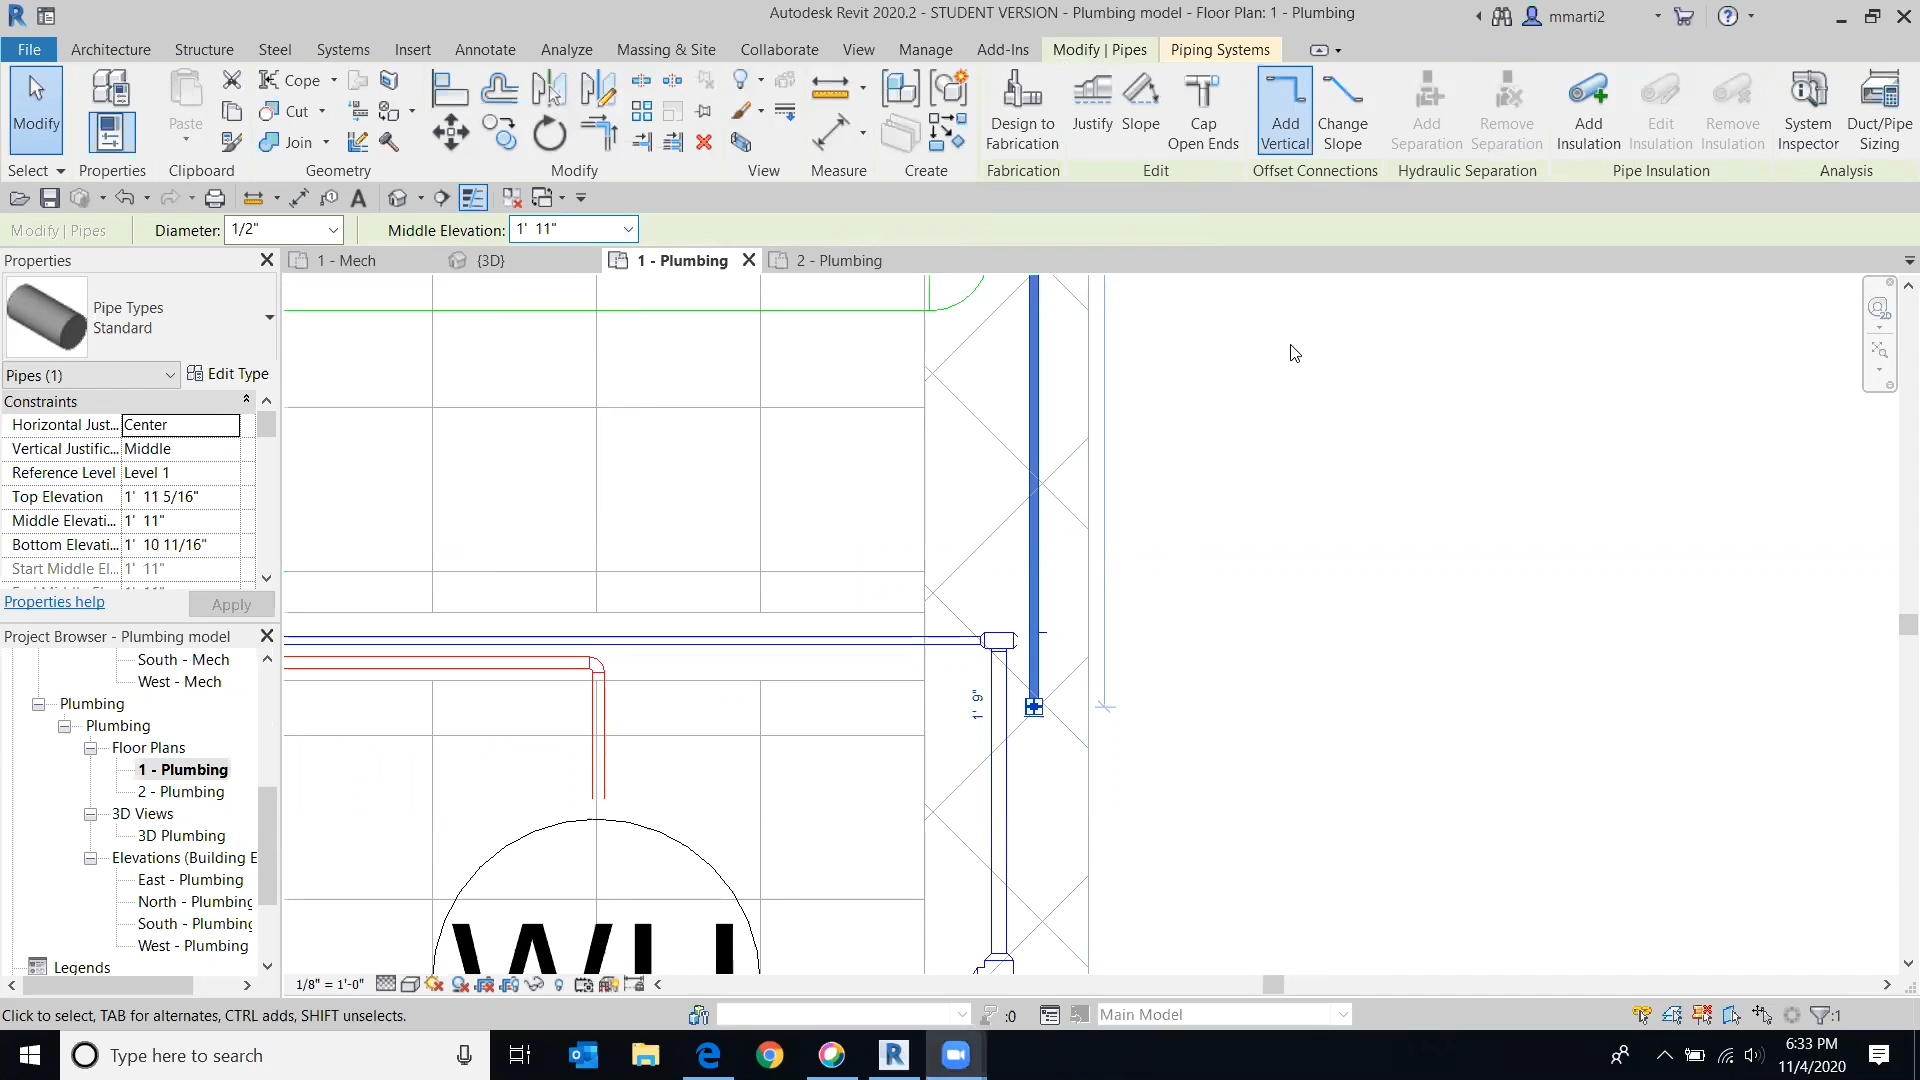 Autodesk Revit 2020.2 - STUDENT VERSION - Plumbing model - Floor Plan: 1 - Plumbing
mmarti2
File Architecture Structure Steel Systems Insert Annotate Analyze Massing & Site Collaborate View Manage Add-Ins Modify | Pipes Piping Systems
Modify
Paste
Cope
Cut
Join
Design to Fabrication
Justify
Slope
Cap Open Ends
Add Vertical
Change Slope
Add Separation
Remove Separation
Add Insulation
Edit Insulation
Remove Insulation
System Inspector
Duct/Pipe Sizing
Select Properties Clipboard Geometry Modify View Measure Create Fabrication Edit Offset Connections Hydraulic Separation Pipe Insulation Analysis
Modify | Pipes Diameter: 1/2" Middle Elevation: 1' 11"
Properties
1 - Mech {3D} 1 - Plumbing 2 - Plumbing
Pipe Types
Standard
Pipes (1) Edit Type
Constraints
Horizontal Just... Center
Vertical Justific... Middle
Reference Level Level 1
Top Elevation 1' 11 5/16"
Middle Elevati... 1' 11"
Bottom Elevati... 1' 10 11/16"
Start Middle El... 1' 11"
Properties help Apply
Project Browser - Plumbing model
South - Mech
West - Mech
Plumbing
Plumbing
Floor Plans
1 - Plumbing
2 - Plumbing
3D Views
3D Plumbing
Elevations (Building E
East - Plumbing
North - Plumbing
South - Plumbing
West - Plumbing
Legends
1' 9"
2D
1/8" = 1'-0"
Click to select, TAB for alternates, CTRL adds, SHIFT unselects.
:0
Main Model
:1
Type here to search
6:33 PM
11/4/2020